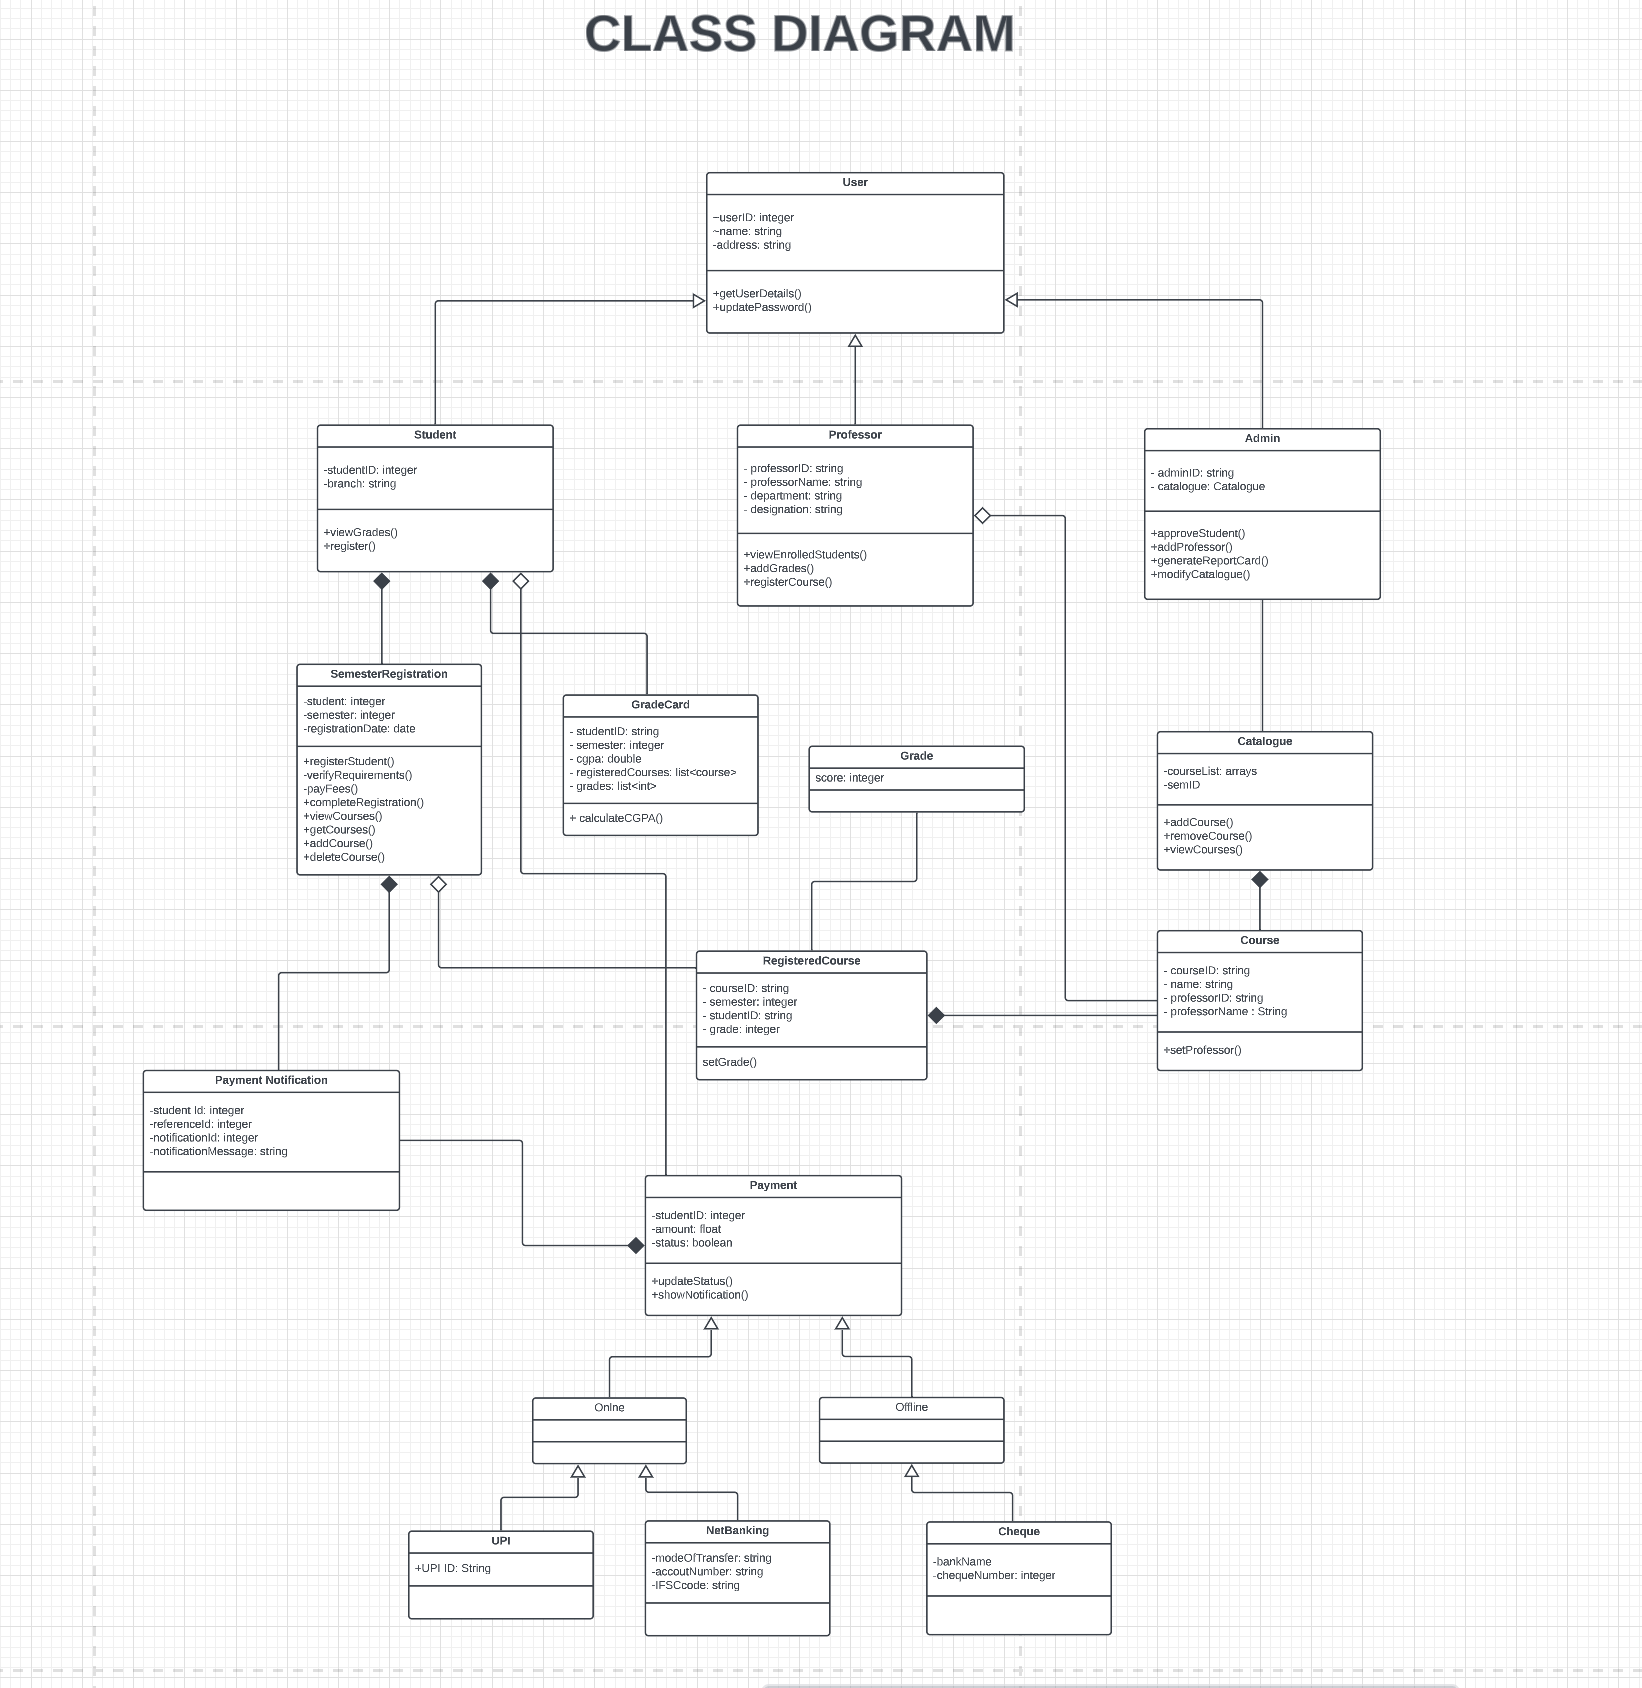 CLASS DIAGRAM
User
~userID: integer
~name: string
-address: string
+getUserDetails()
+updatePassword()
Student
-studentID: integer
-branch: string
+viewGrades()
+register()
Professor
- professorID: string
- professorName: string
- department: string
- designation: string
+viewEnrolledStudents()
+addGrades()
+registerCourse()
Admin
- adminID: string
- catalogue: Catalogue
+approveStudent()
+addProfessor()
+generateReportCard()
+modifyCatalogue()
SemesterRegistration
-student: integer
-semester: integer
-registrationDate: date
+registerStudent()
-verifyRequirements()
-payFees()
+completeRegistration()
+viewCourses()
+getCourses()
+addCourse()
+deleteCourse()
GradeCard
- studentID: string
- semester: integer
- cgpa: double
- registeredCourses: list<course>
- grades: list<int>
+ calculateCGPA()
Grade
score: integer
Catalogue
-courseList: arrays
-semID
+addCourse()
+removeCourse()
+viewCourses()
RegisteredCourse
- courseID: string
- semester: integer
- studentID: string
- grade: integer
setGrade()
Course
- courseID: string
- name: string
- professorID: string
- professorName : String
+setProfessor()
Payment Notification
-student Id: integer
-referenceId: integer
-notificationId: integer
-notificationMessage: string
Payment
-studentID: integer
-amount: float
-status: boolean
+updateStatus()
+showNotification()
Onlne
Offline
UPI
+UPI ID: String
NetBanking
-modeOfTransfer: string
-accoutNumber: string
-IFSCcode: string
Cheque
-bankName
-chequeNumber: integer